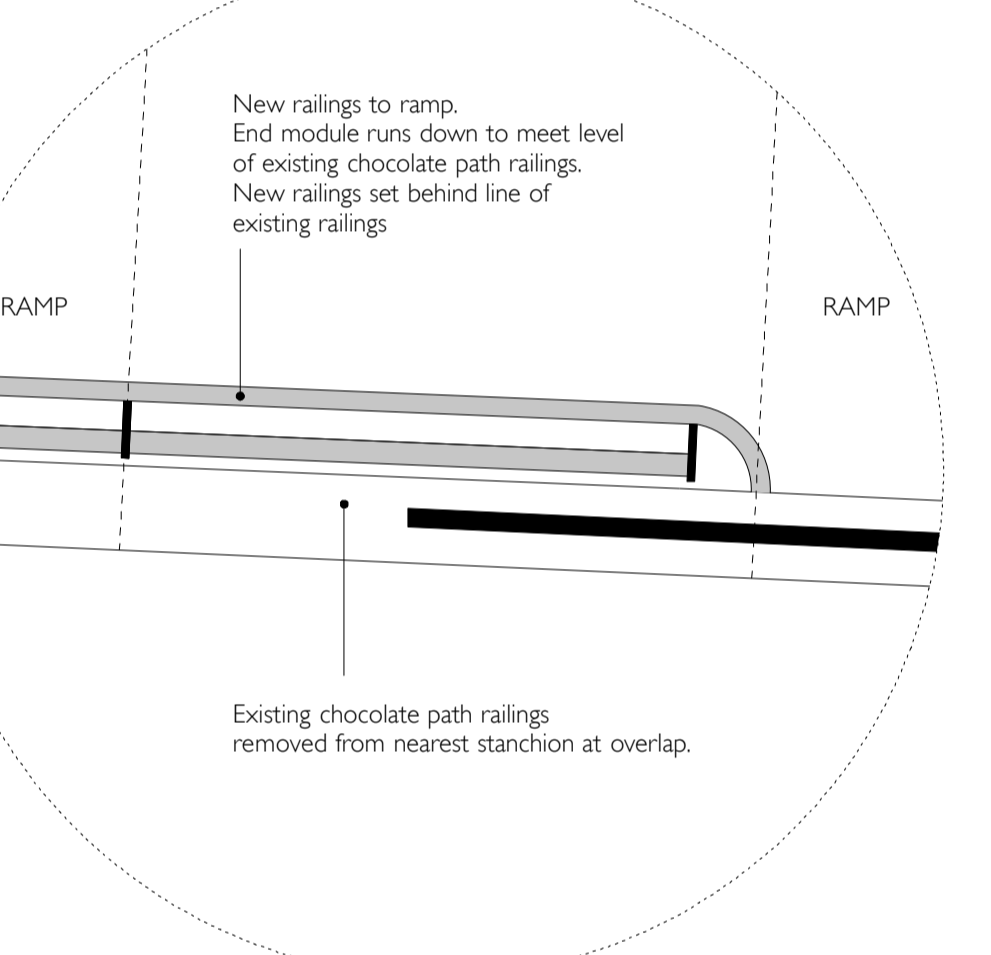 New railings to ramp.
End module runs down to meet level
of existing chocolate path railings.
New railings set behind line of
existing railings
RAMP
RAMP
Existing chocolate path railings
removed from nearest stanchion at overlap.